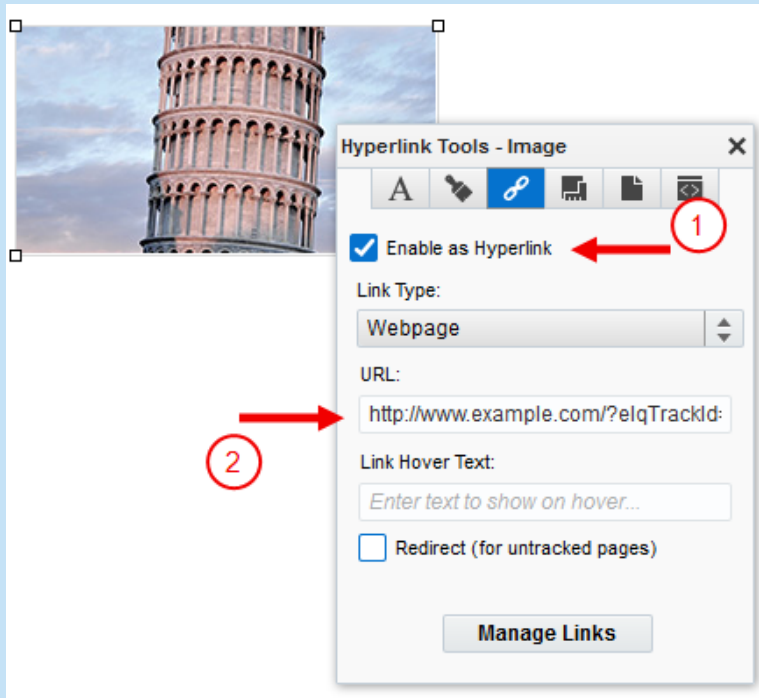 Hyperlink Tools - Image
A
1
Enable as Hyperlink
Link Type:
Webpage
URL:
http://www.example.com/?elqTrackId=
2
Link Hover Text:
Enter text to show on hover...
Redirect (for untracked pages)
Manage Links